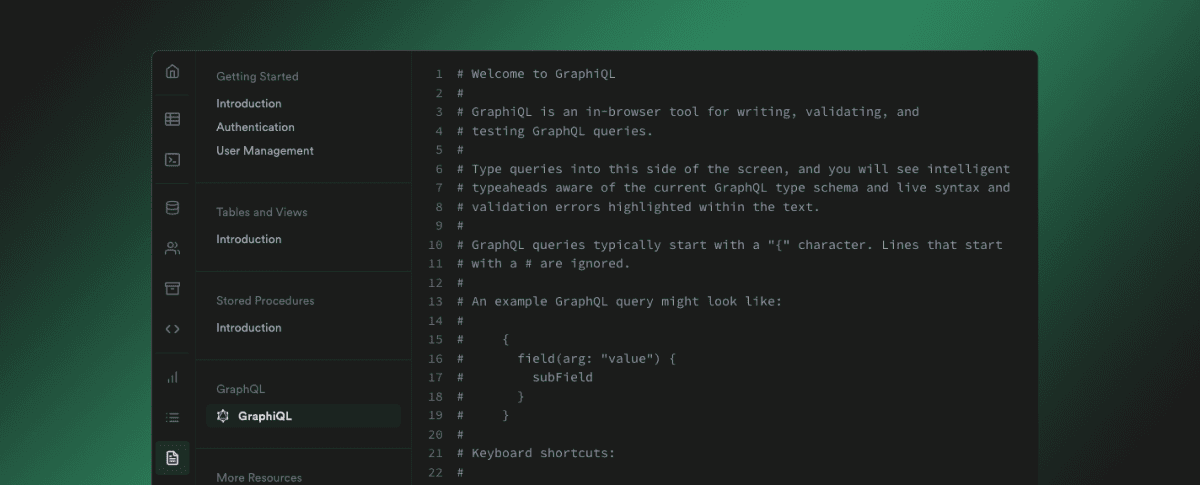 Getting Started
Introduction
Authentication
User Management
Tables and Views
Introduction
Stored Procedures
Introduction
GraphQL
GraphiQL
More Resources
1 # Welcome to GraphiQL
2 #
3 # GraphiQL is an in-browser tool for writing, validating, and
4 # testing GraphQL queries.
5 #
6 # Type queries into this side of the screen, and you will see intelligent
7 # typeaheads aware of the current GraphQL type schema and live syntax and
8 # validation errors highlighted within the text.
9 #
10 # GraphQL queries typically start with a "{" character. Lines that start
11 # with a # are ignored.
12 #
13 # An example GraphQL query might look like:
14 #
15 #     {
16 #       field(arg: "value") {
17 #         subField
18 #       }
19 #     }
20 #
21 # Keyboard shortcuts:
22 #